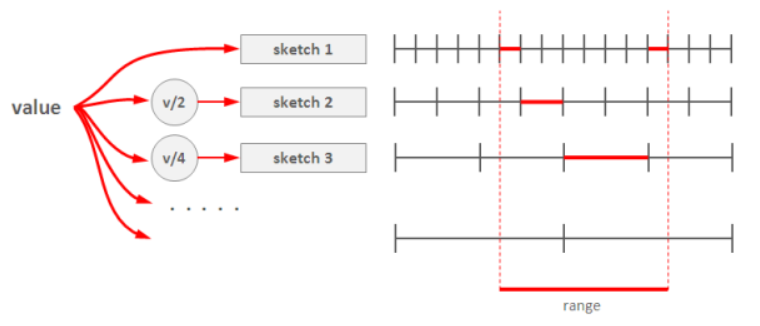 sketch 1
value
v/2
sketch 2
v/4
sketch 3
. . . . .
range